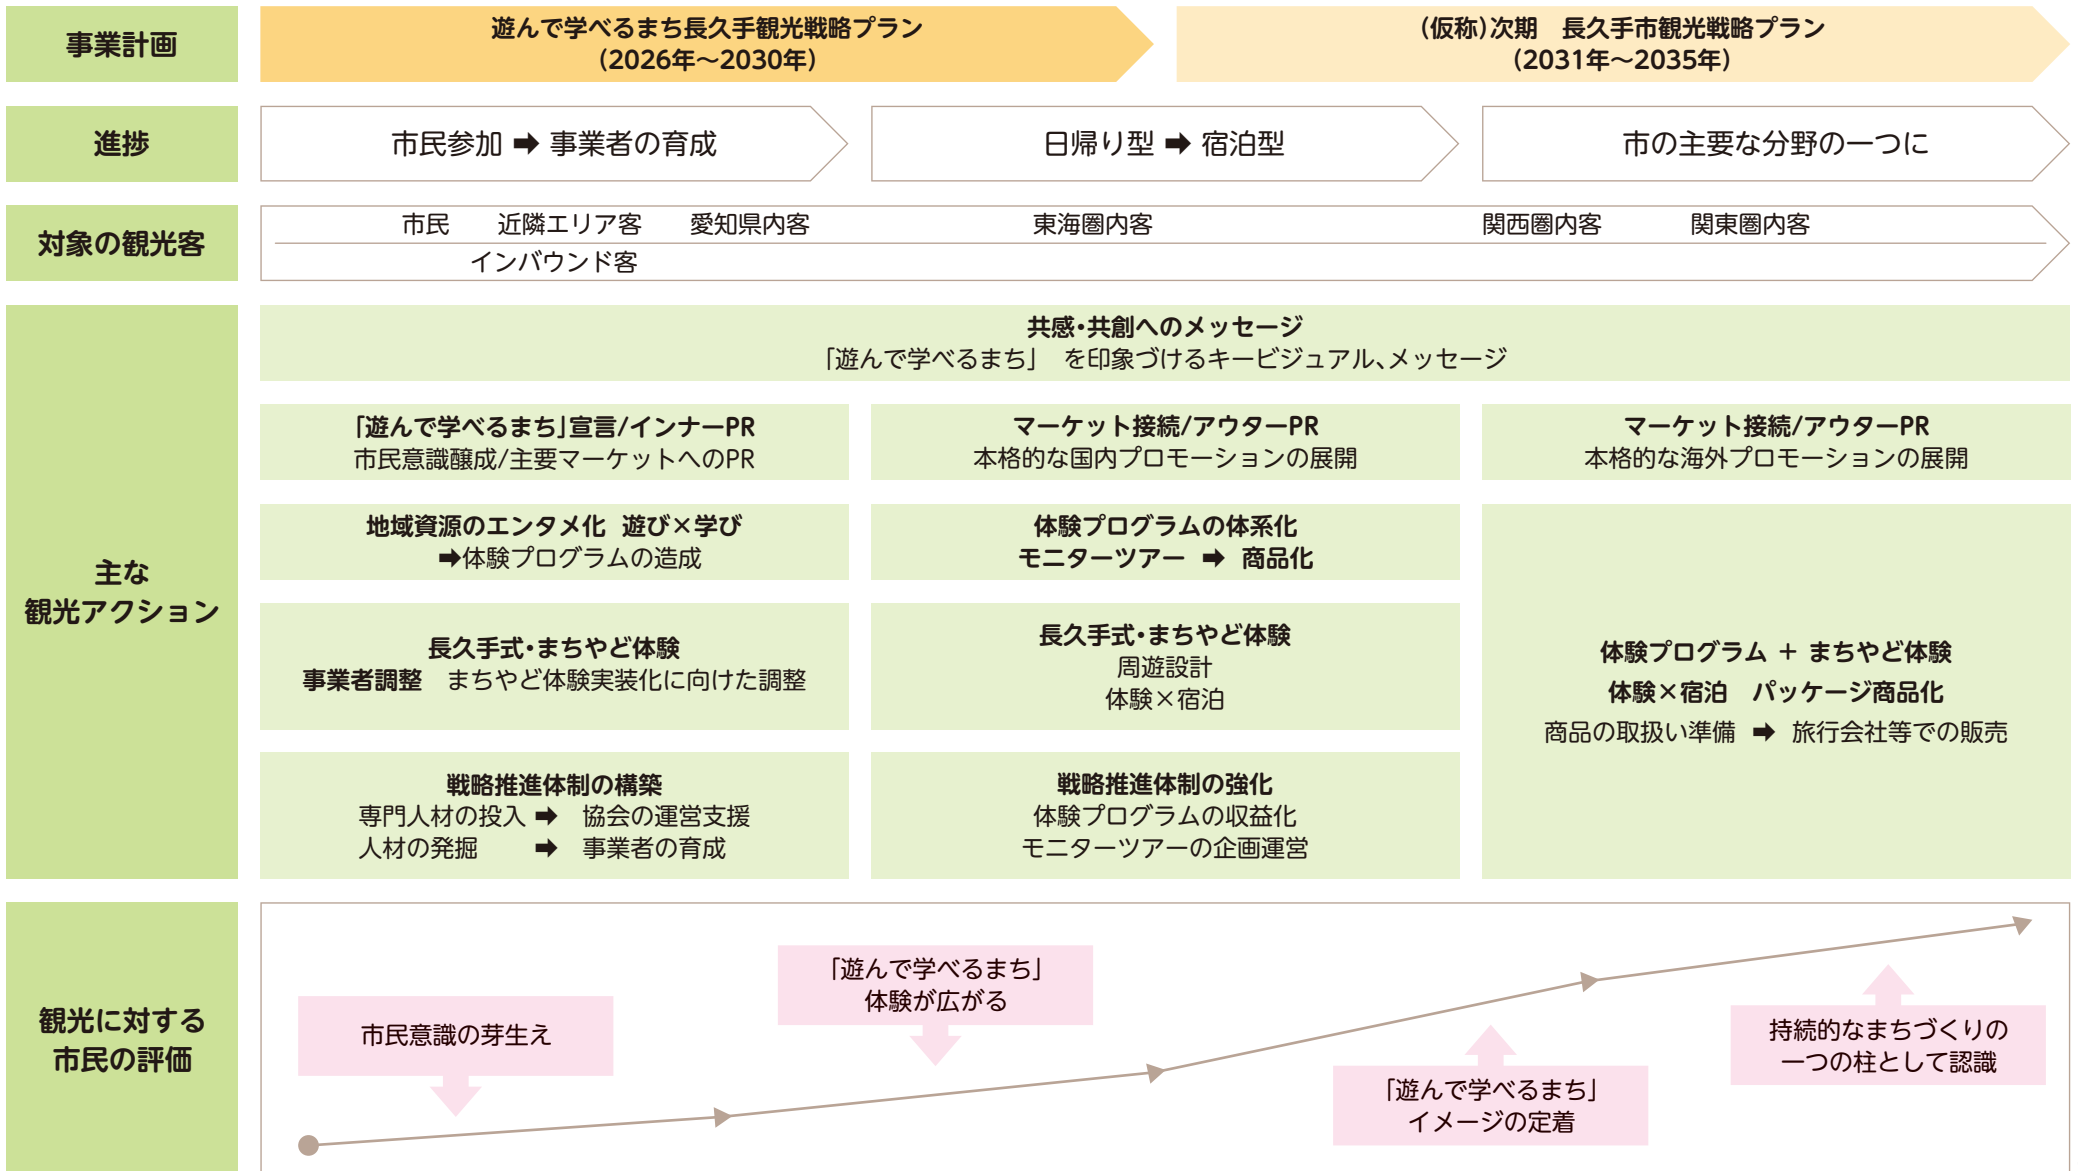 事業計画
遊んで学べるまち長久手観光戦略プラン
(2026年～2030年)
(仮称)次期　長久手市観光戦略プラン
(2031年～2035年)
進捗
市民参加 ➡ 事業者の育成
日帰り型 ➡ 宿泊型
市の主要な分野の一つに
対象の観光客
市民　近隣エリア客　愛知県内客　東海圏内客　関西圏内客　関東圏内客
インバウンド客
主な
観光アクション
共感・共創へのメッセージ
「遊んで学べるまち」　を印象づけるキービジュアル、メッセージ
「遊んで学べるまち」宣言/インナーPR
市民意識醸成/主要マーケットへのPR
マーケット接続/アウターPR
本格的な国内プロモーションの展開
マーケット接続/アウターPR
本格的な海外プロモーションの展開
地域資源のエンタメ化 遊び×学び
➡体験プログラムの造成
体験プログラムの体系化
モニターツアー ➡ 商品化
長久手式・まちやど体験
事業者調整　まちやど体験実装化に向けた調整
長久手式・まちやど体験
周遊設計
体験×宿泊
体験プログラム ＋ まちやど体験
体験×宿泊　パッケージ商品化
商品の取扱い準備 ➡ 旅行会社等での販売
戦略推進体制の構築
専門人材の投入 ➡ 協会の運営支援
人材の発掘 ➡ 事業者の育成
戦略推進体制の強化
体験プログラムの収益化
モニターツアーの企画運営
観光に対する
市民の評価
市民意識の芽生え
「遊んで学べるまち」
体験が広がる
「遊んで学べるまち」
イメージの定着
持続的なまちづくりの
一つの柱として認識